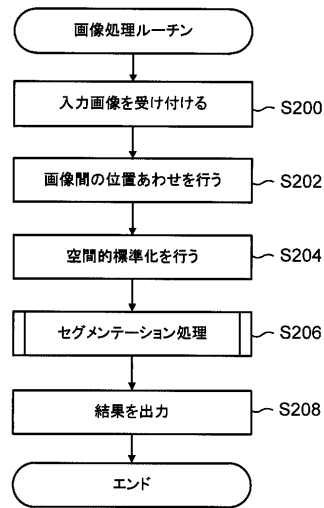 画像処理ルーチン
入力画像を受け付ける
S200
画像間の位置あわせを行う
S202
空間的標準化を行う
S204
セグメンテーション処理
S206
結果を出力
S208
エンド